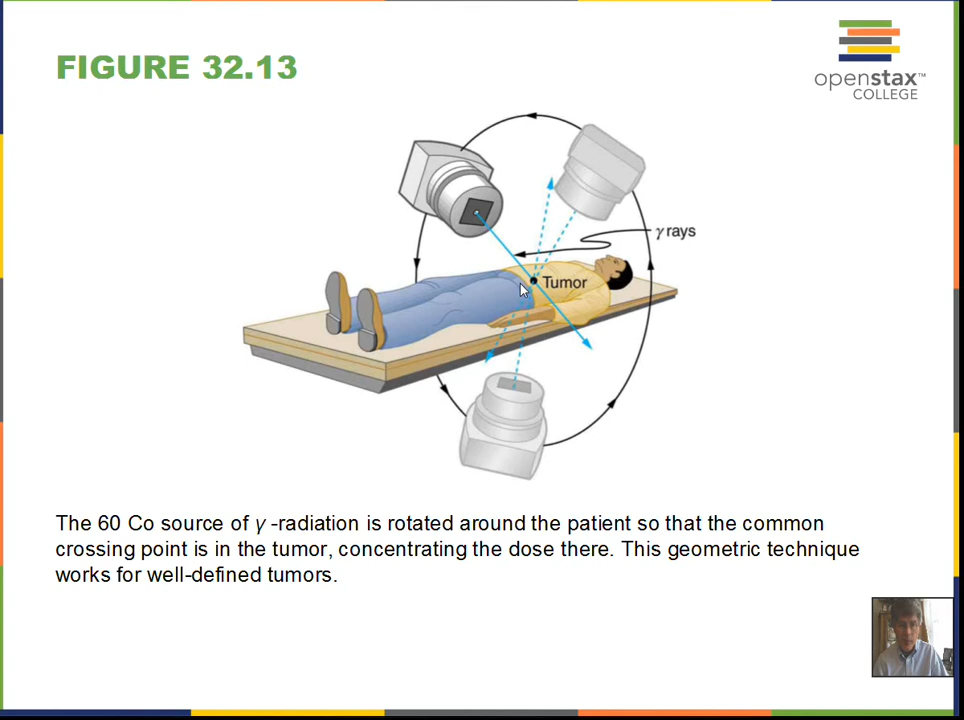 FIGURE 32.13
openstax™
COLLEGE
γ rays
Tumor
The 60 Co source of γ -radiation is rotated around the patient so that the common
crossing point is in the tumor, concentrating the dose there. This geometric technique
works for well-defined tumors.